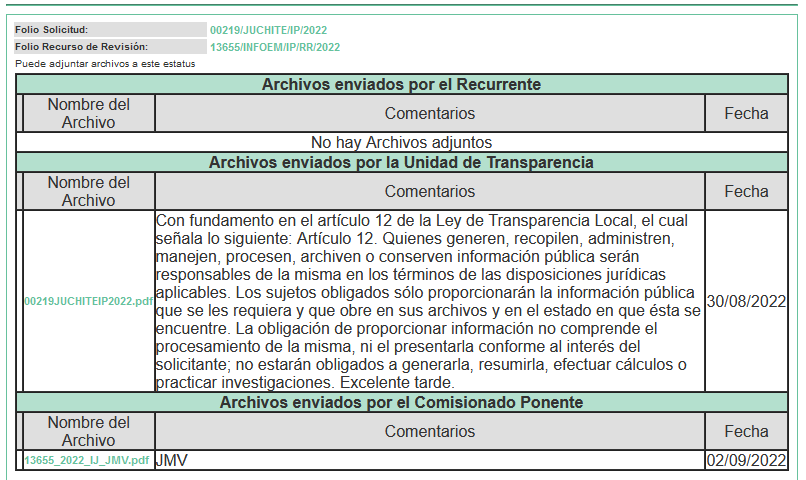 Folio Solicitud: 00219/JUCHITE/IP/2022
Folio Recurso de Revisión: 13655/INFOEM/IP/RR/2022
Puede adjuntar archivos a este estatus
Archivos enviados por el Recurrente
Nombre del
Archivo
Comentarios
Fecha
No hay Archivos adjuntos
Archivos enviados por la Unidad de Transparencia
Nombre del
Archivo
Comentarios
Fecha
00219JUCHITEIP2022.pdf
Con fundamento en el artículo 12 de la Ley de Transparencia Local, el cual
señala lo siguiente: Artículo 12. Quienes generen, recopilen, administren,
manejen, procesen, archiven o conserven información pública serán
responsables de la misma en los términos de las disposiciones jurídicas
aplicables. Los sujetos obligados sólo proporcionarán la información pública
que se les requiera y que obre en sus archivos y en el estado en que ésta se
encuentre. La obligación de proporcionar información no comprende el
procesamiento de la misma, ni el presentarla conforme al interés del
solicitante; no estarán obligados a generarla, resumirla, efectuar cálculos o
practicar investigaciones. Excelente tarde.
30/08/2022
Archivos enviados por el Comisionado Ponente
Nombre del
Archivo
Comentarios
Fecha
13655_2022_IJ_JMV.pdf
JMV
02/09/2022